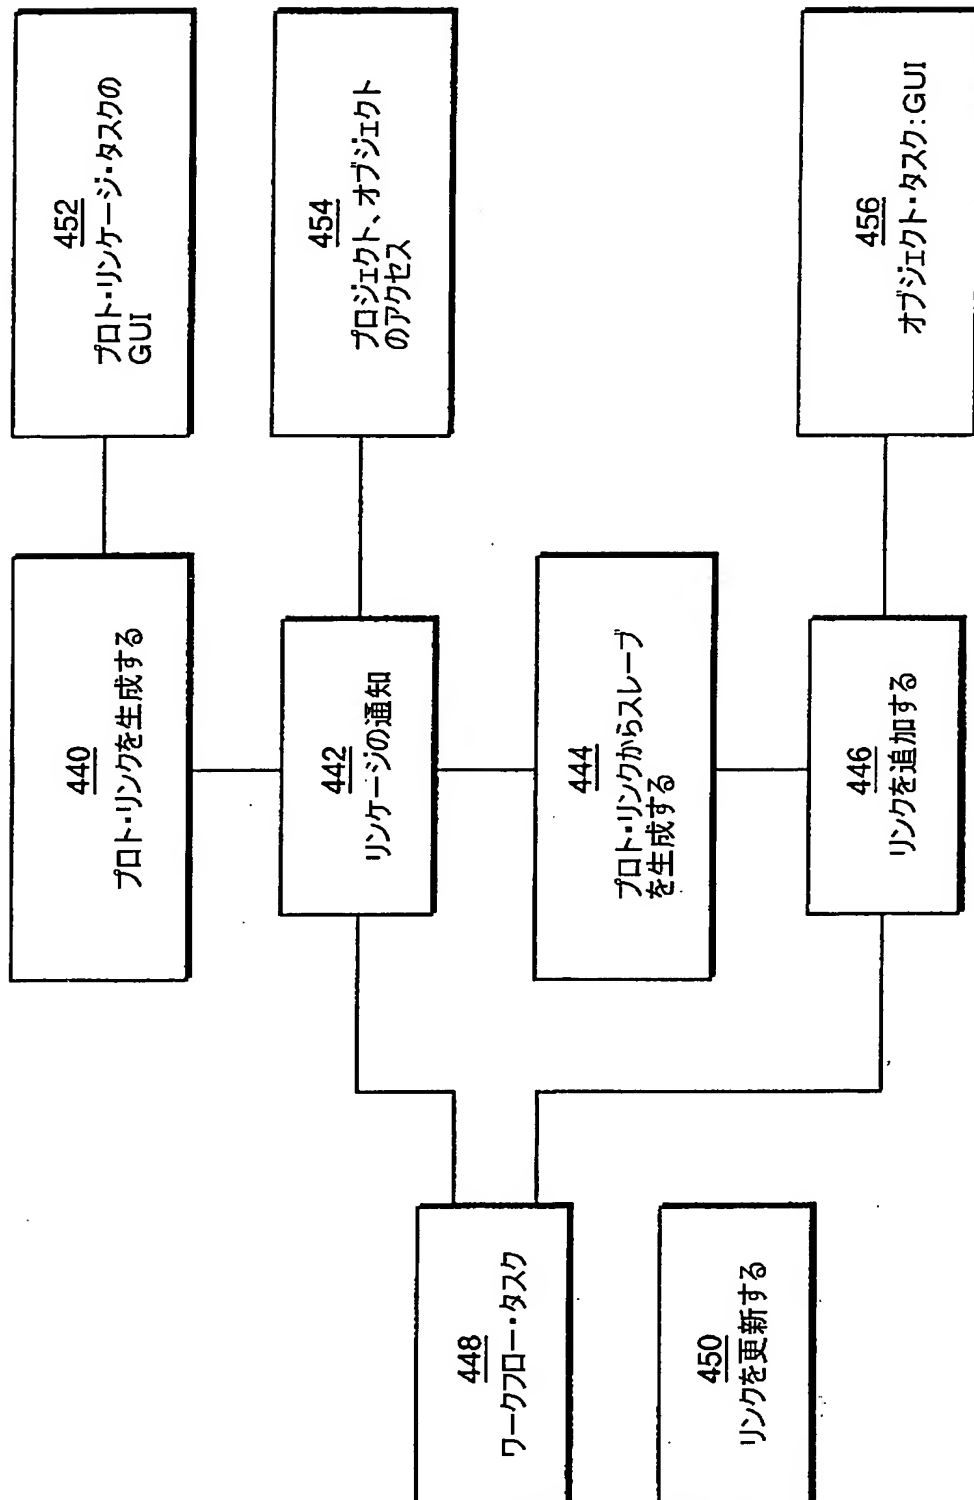 452
プロト・リンケージ・タスクの
GUI
454
プロジェクト、オブジェクト
のアクセス
456
オブジェクト・タスク:GUI
440
プロト・リンクを生成する
442
リンケージの通知
444
プロト・リンクからスレーブ
を生成する
446
リンクを追加する
448
ワークフロー・タスク
450
リンクを更新する